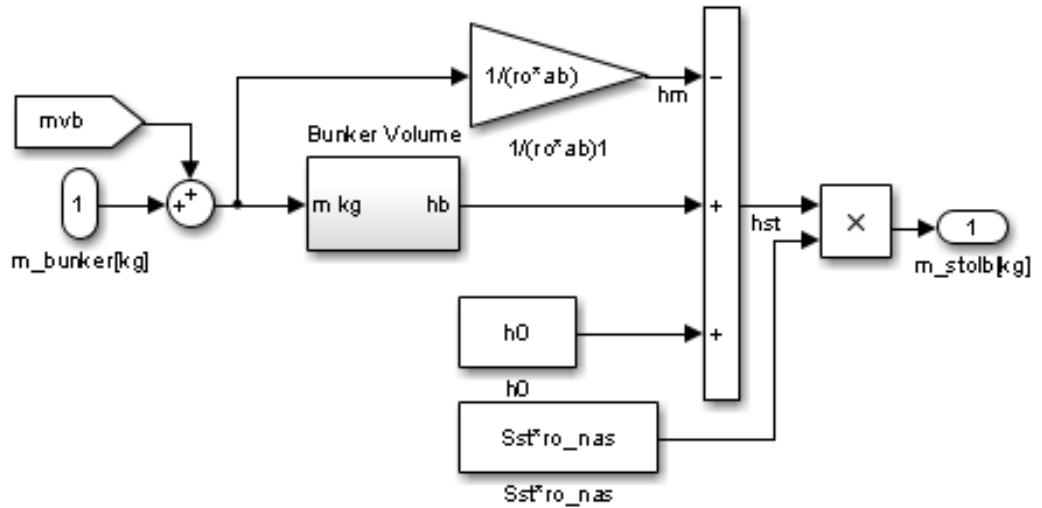 1/(ro*ab)
−
hm
mvb
Bunker Volume
1/(ro*ab)1
1
+
+
m kg
hb
+
hst
×
1
m_bunker[kg]
m_stolb[kg]
h0
+
h0
Sst*ro_nas
Sst*ro_nas